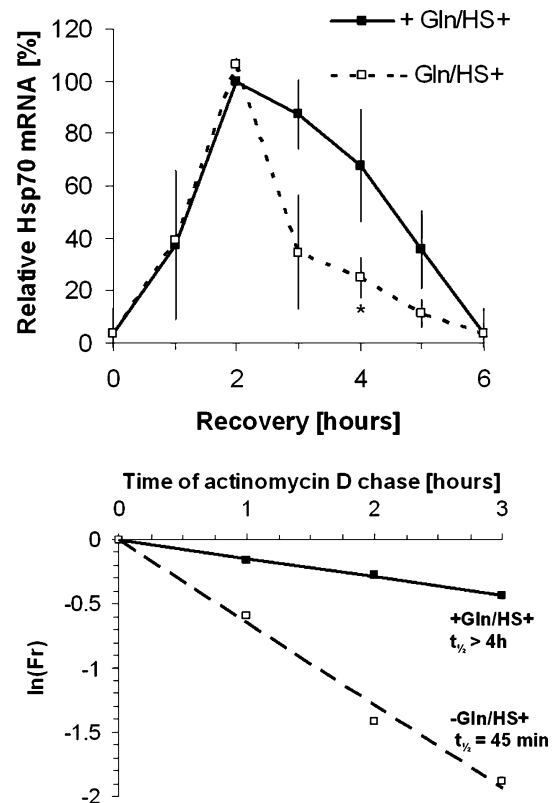 + Gln/HS+
Gln/HS+
Relative Hsp70 mRNA [%]
120
100
80
60
40
20
0
*
0 2 4 6
Recovery [hours]
Time of actinomycin D chase [hours]
0 1 2 3
ln(Fr)
0
-0.5
-1
-1.5
-2
+Gln/HS+
t½ > 4h
-Gln/HS+
t½ = 45 min